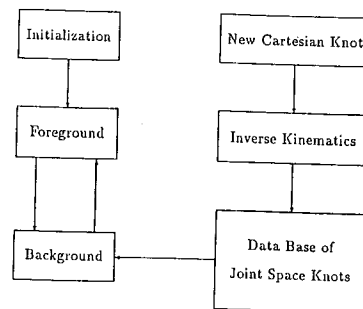 Initialization
New Cartesian Knot
Foreground
Inverse Kinematics
Background
Data Base of
Joint Space Knots